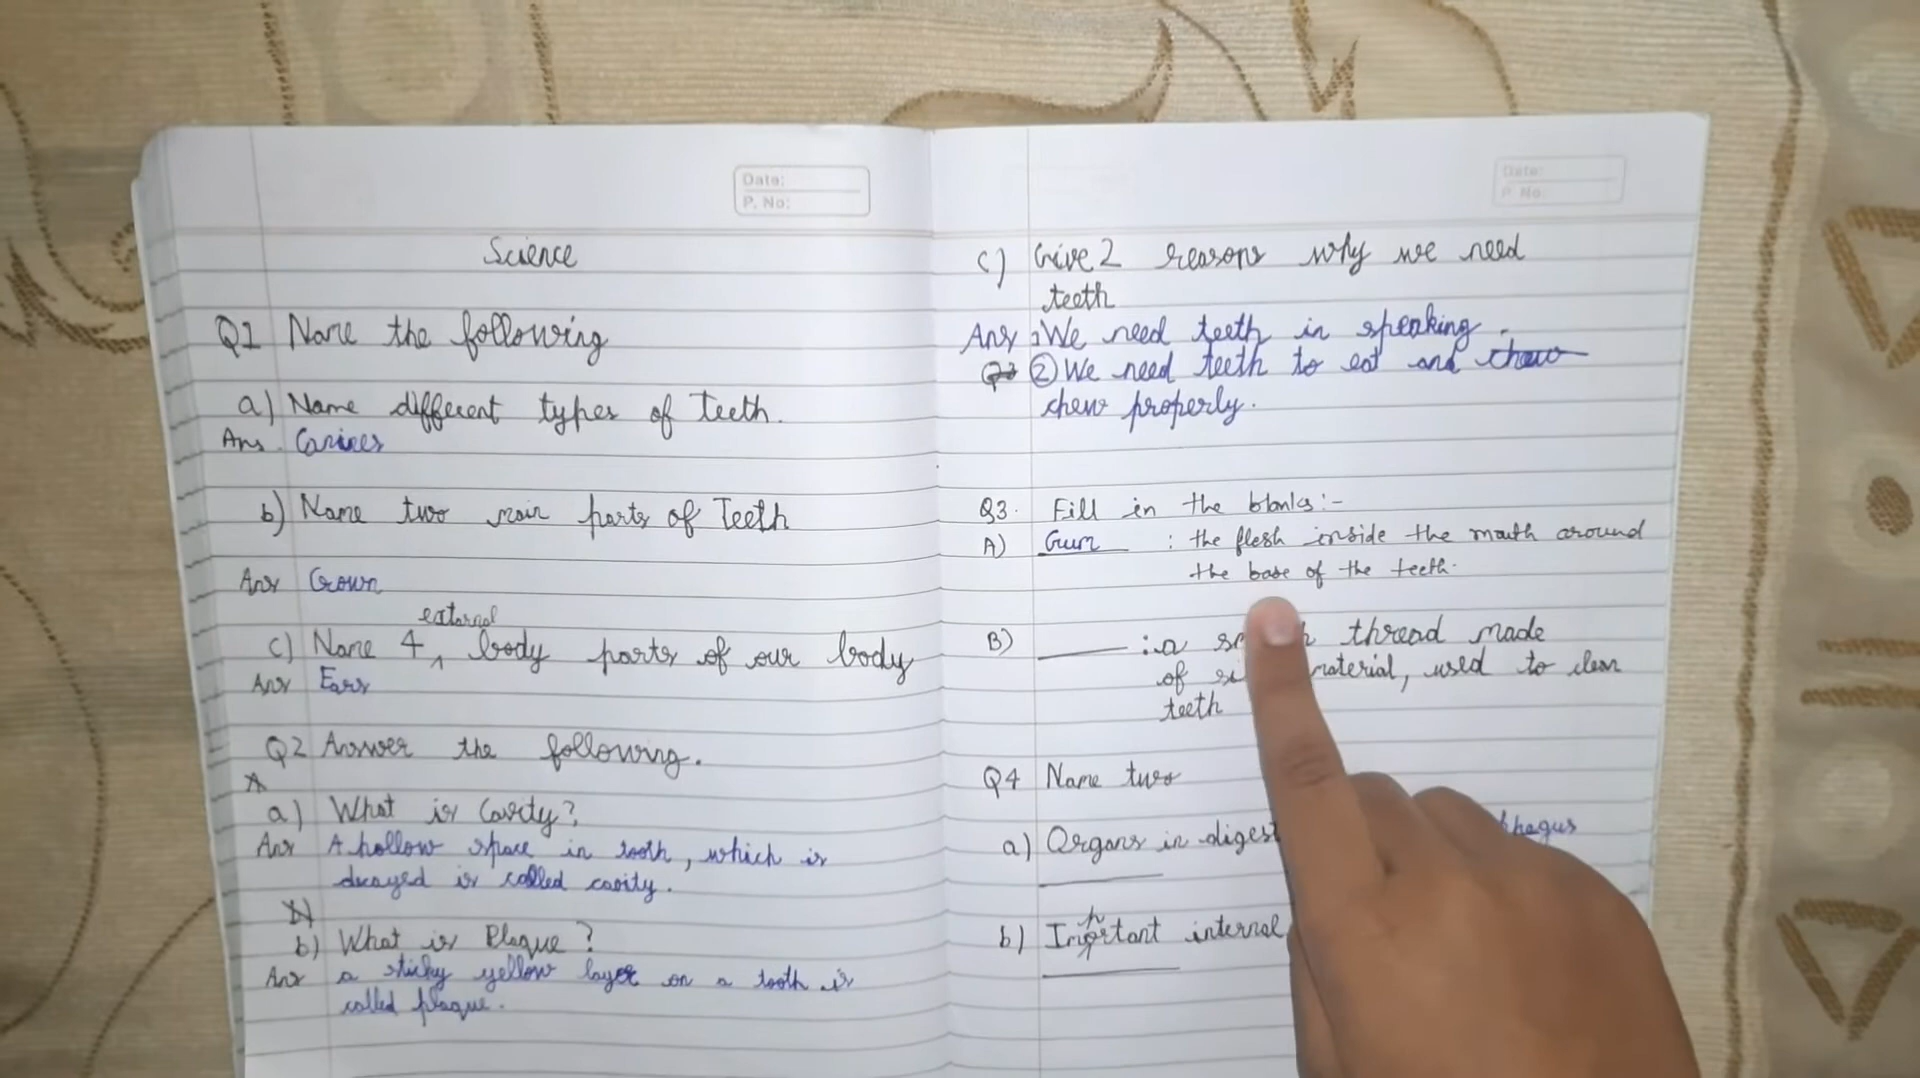 Date:
P. No:
Science
Q1 Name the following
a) Name different types of Teeth.
Ans. Canines
b) Name two main parts of Teeth
Ans Crown
external
c) Name 4 ^ body parts of our body
Ans Ears
Q2 Answer the following.
a) What is Cavity?
Ans A hollow space in tooth, which is
decayed is called cavity.
b) What is Plaque?
Ans a sticky yellow layer on a tooth is
called plaque.
Date:
P. No:
c) Give 2 reasons why we need
teeth
Ans 1 We need teeth in speaking.
② We need teeth to eat and chew
chew properly.
Q3. Fill in the blanks:-
A) Gum : the flesh inside the mouth around
the base of the teeth.
B) ____ : a thread made
of material, used to clean
teeth
Q4 Name two
a) Organs in
b) Important internal